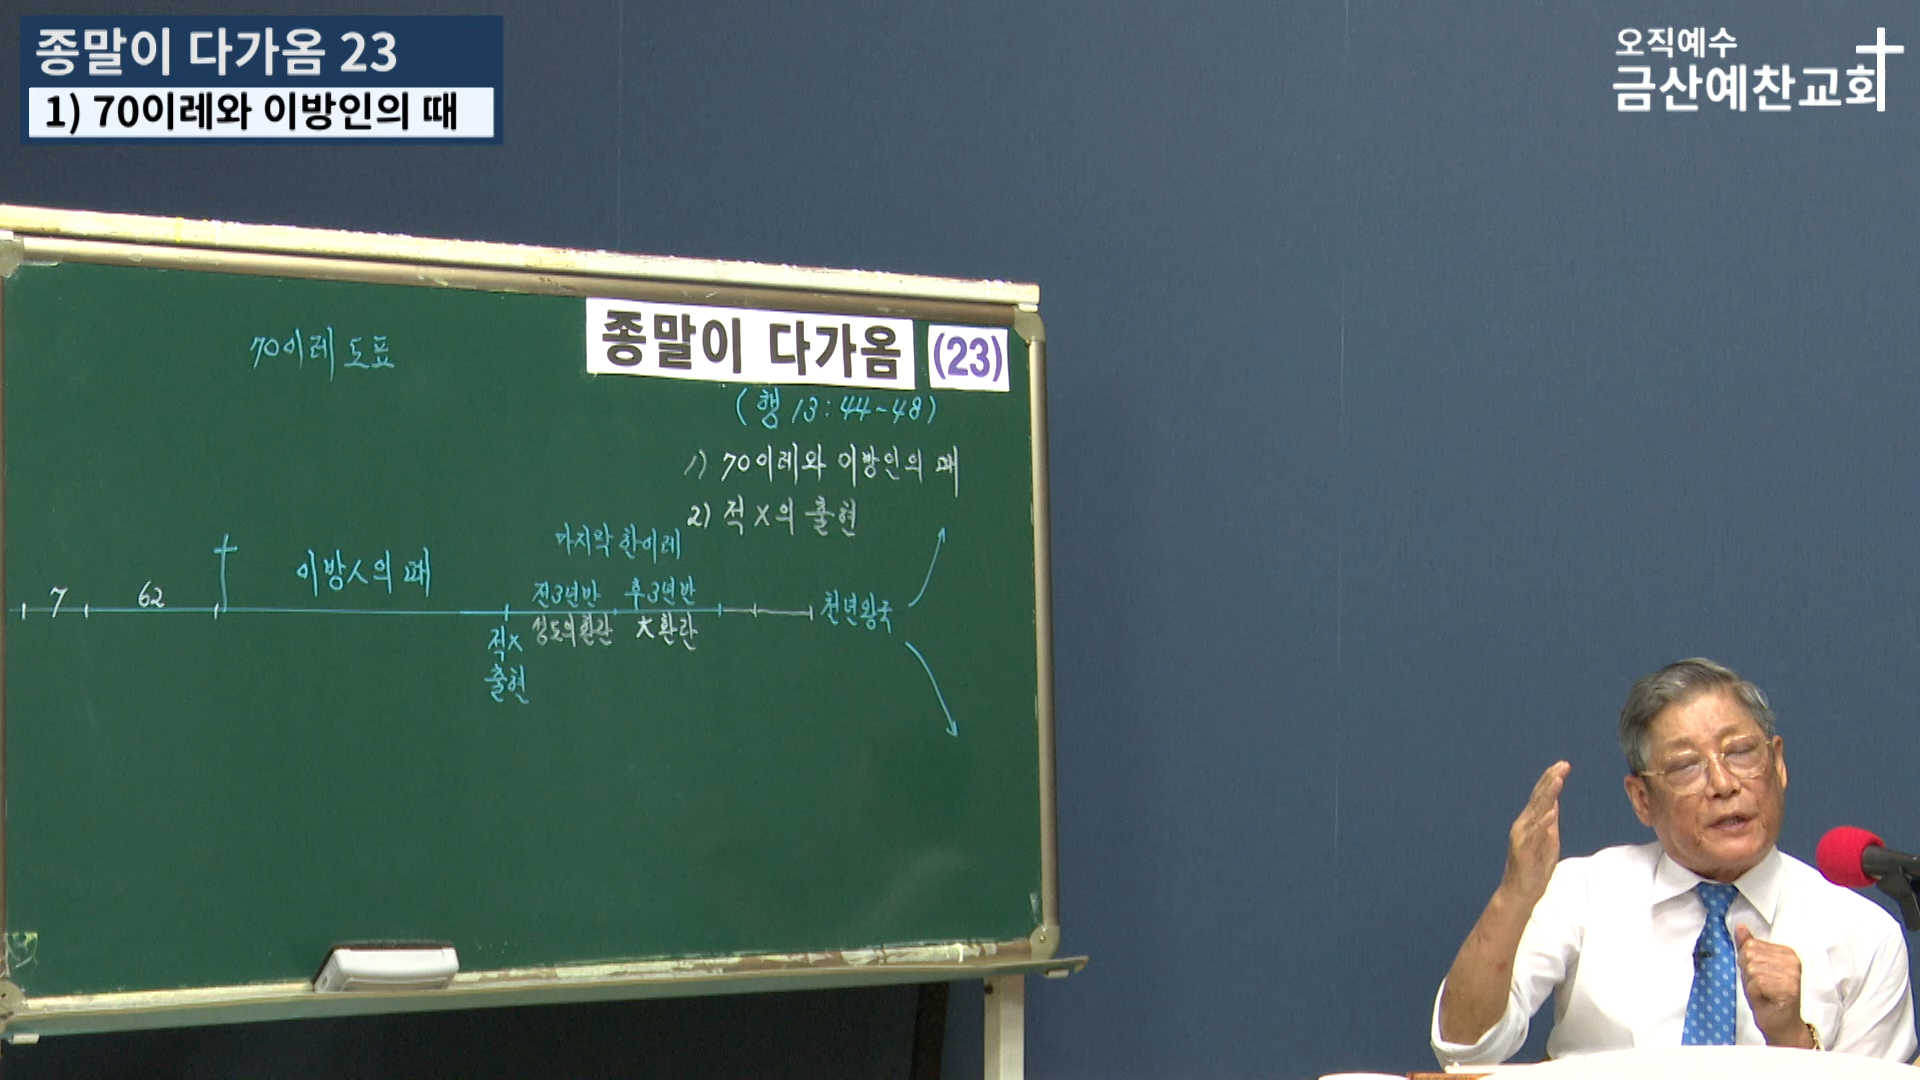 종말이 다가옴 23
1) 70이레와 이방인의 때
오직예수
금산예찬교회
종말이 다가옴 (23)
70이레 도표
(행 13:44~48)
1) 70이레와 이방인의 때
2) 적X의 출현
마지막 한이레
7 62 이방人의 때 전3년반 후3년반 천년왕국
적X 성도의환란 大환란
출현